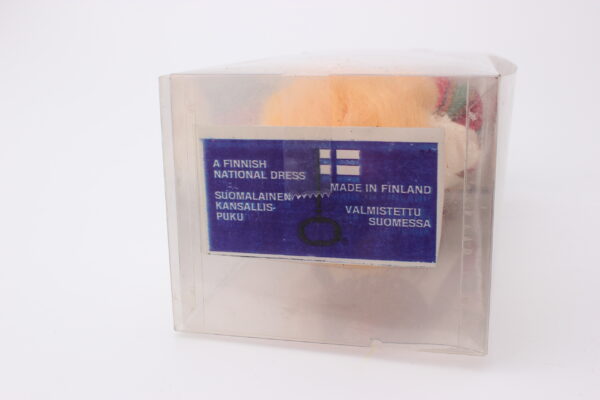 A FINNISH
NATIONAL DRESS
SUOMALAINEN
KANSALLIS-
PUKU
MADE IN FINLAND
VALMISTETTU
SUOMESSA